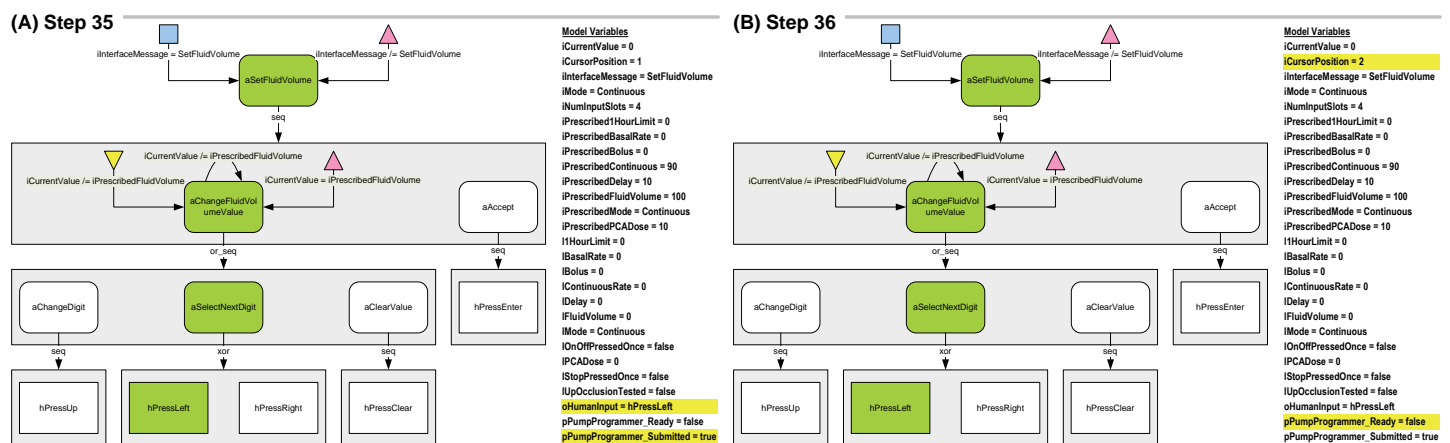 (A) Step 35
iInterfaceMessage = SetFluidVolume
iInterfaceMessage /= SetFluidVolume
aSetFluidVolume
seq
iCurrentValue /= iPrescribedFluidVolume
iCurrentValue /= iPrescribedFluidVolume
iCurrentValue = iPrescribedFluidVolume
aChangeFluidVol
umeValue
aAccept
or_seq
seq
aChangeDigit
aSelectNextDigit
aClearValue
hPressEnter
seq
xor
seq
hPressUp
hPressLeft
hPressRight
hPressClear
Model Variables
iCurrentValue = 0
iCursorPosition = 1
iInterfaceMessage = SetFluidVolume
iMode = Continuous
iNumInputSlots = 4
iPrescribed1HourLimit = 0
iPrescribedBasalRate = 0
iPrescribedBolus = 0
iPrescribedContinuous = 90
iPrescribedDelay = 10
iPrescribedFluidVolume = 100
iPrescribedMode = Continuous
iPrescribedPCADose = 10
l1HourLimit = 0
lBasalRate = 0
lBolus = 0
lContinuousRate = 0
lDelay = 0
lFluidVolume = 0
lMode = Continuous
lOnOffPressedOnce = false
lPCADose = 0
lStopPressedOnce = false
lUpOcclusionTested = false
oHumanInput = hPressLeft
pPumpProgrammer_Ready = false
pPumpProgrammer_Submitted = true
(B) Step 36
iInterfaceMessage = SetFluidVolume
iInterfaceMessage /= SetFluidVolume
aSetFluidVolume
seq
iCurrentValue /= iPrescribedFluidVolume
iCurrentValue /= iPrescribedFluidVolume
iCurrentValue = iPrescribedFluidVolume
aChangeFluidVol
umeValue
aAccept
or_seq
seq
aChangeDigit
aSelectNextDigit
aClearValue
hPressEnter
seq
xor
seq
hPressUp
hPressLeft
hPressRight
hPressClear
Model Variables
iCurrentValue = 0
iCursorPosition = 2
iInterfaceMessage = SetFluidVolume
iMode = Continuous
iNumInputSlots = 4
iPrescribed1HourLimit = 0
iPrescribedBasalRate = 0
iPrescribedBolus = 0
iPrescribedContinuous = 90
iPrescribedDelay = 10
iPrescribedFluidVolume = 100
iPrescribedMode = Continuous
iPrescribedPCADose = 10
l1HourLimit = 0
lBasalRate = 0
lBolus = 0
lContinuousRate = 0
lDelay = 0
lFluidVolume = 0
lMode = Continuous
lOnOffPressedOnce = false
lPCADose = 0
lStopPressedOnce = false
lUpOcclusionTested = false
oHumanInput = hPressLeft
pPumpProgrammer_Ready = false
pPumpProgrammer_Submitted = true